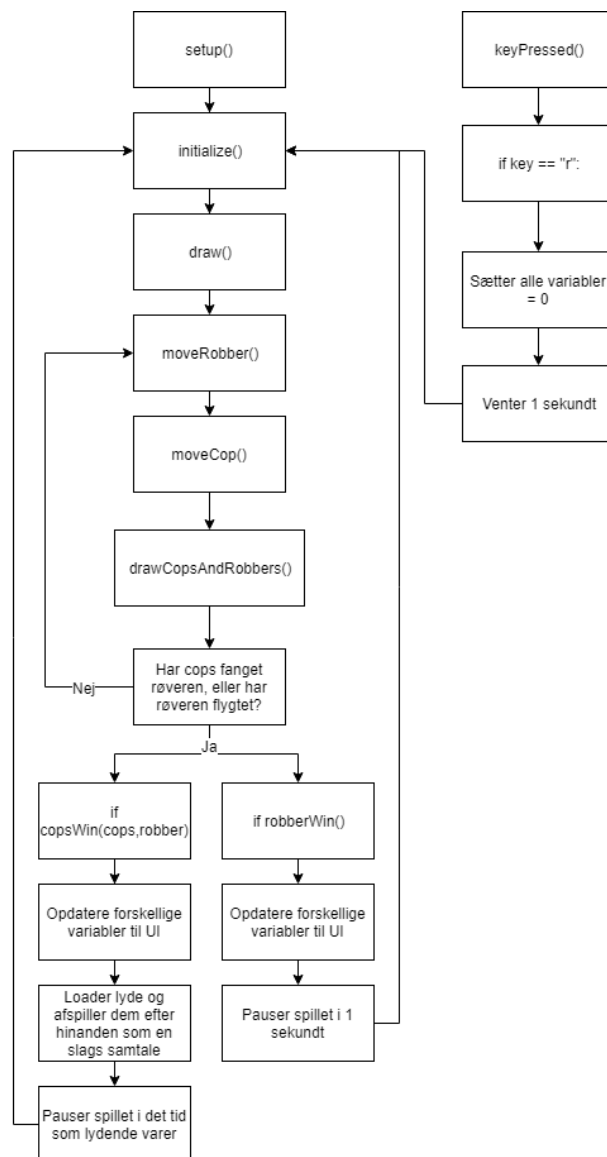 setup()
initialize()
draw()
moveRobber()
moveCop()
drawCopsAndRobbers()
Har cops fanget
røveren, eller har
røveren flygtet?
Nej
Ja
if
copsWin(cops,robber)
Opdatere forskellige
variabler til UI
Loader lyde og
afspiller dem efter
hinanden som en
slags samtale
Pauser spillet i det tid
som lydende varer
if robberWin()
Opdatere forskellige
variabler til UI
Pauser spillet i 1
sekundt
keyPressed()
if key == "r":
Sætter alle variabler
= 0
Venter 1 sekundt